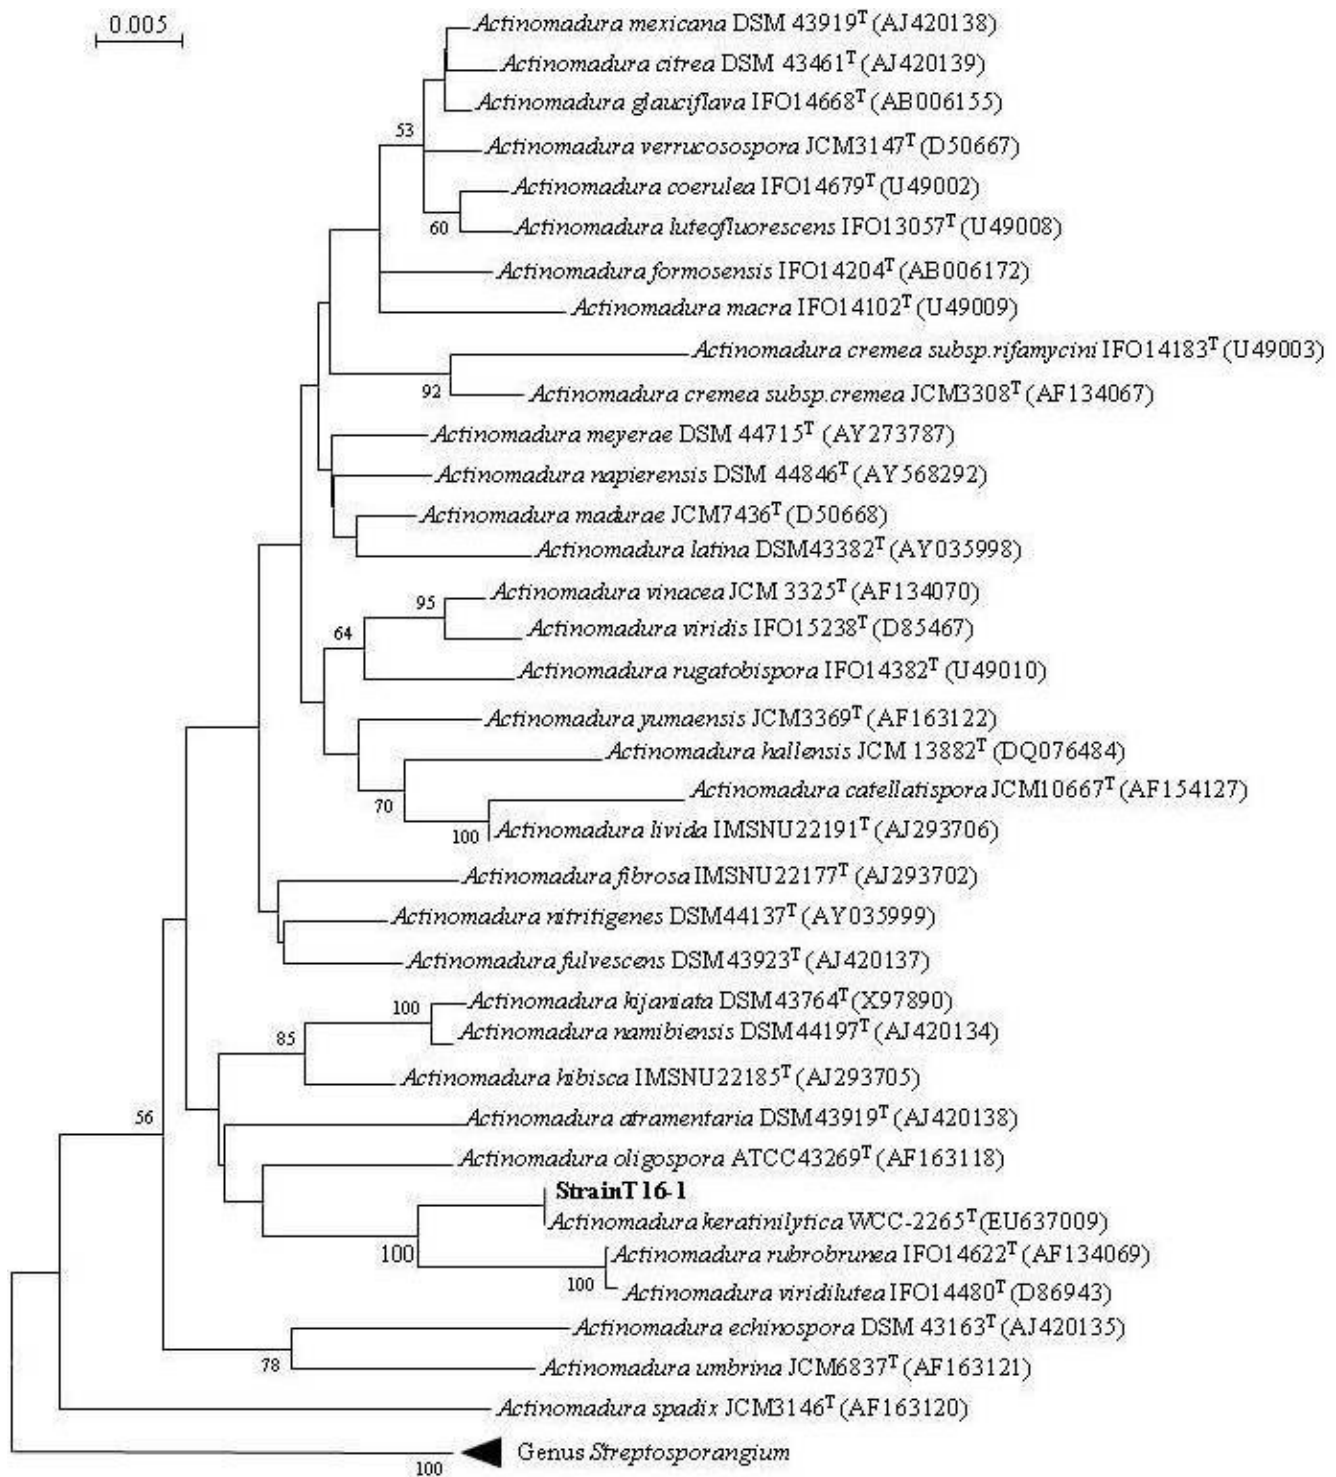 0.005
Actinomadura mexicana DSM 43919T (AJ420138)
Actinomadura citrea DSM 43461T (AJ420139)
Actinomadura glauciflava IFO14668T (AB006155)
53
Actinomadura verrucosospora JCM3147T (D50667)
Actinomadura coerulea IFO14679T (U49002)
60
Actinomadura luteofluorescens IFO13057T (U49008)
Actinomadura formosensis IFO14204T (AB006172)
Actinomadura macra IFO14102T (U49009)
Actinomadura cremea subsp.rifamycini IFO14183T (U49003)
92
Actinomadura cremea subsp.cremea JCM3308T (AF134067)
Actinomadura meyerae DSM 44715T (AY273787)
Actinomadura napierensis DSM 44846T (AY568292)
Actinomadura madurae JCM7436T (D50668)
Actinomadura latina DSM43382T (AY035998)
Actinomadura vinacea JCM 3325T (AF134070)
95
Actinomadura viridis IFO15238T (D85467)
64
Actinomadura rugatobispora IFO14382T (U49010)
Actinomadura yumaensis JCM3369T (AF163122)
Actinomadura hallensis JCM 13882T (DQ076484)
Actinomadura catellatispora JCM10667T (AF154127)
70
100
Actinomadura livida IMSNU22191T (AJ293706)
Actinomadura fibrosa IMSNU22177T (AJ293702)
Actinomadura nitritigenes DSM44137T (AY035999)
Actinomadura fulvescens DSM43923T (AJ420137)
Actinomadura kijaniata DSM43764T (X97890)
100
Actinomadura namibiensis DSM44197T (AJ420134)
85
Actinomadura hibisca IMSNU22185T (AJ293705)
56
Actinomadura atramentaria DSM43919T (AJ420138)
Actinomadura oligospora ATCC43269T (AF163118)
StrainT16-1
Actinomadura keratinilytica WCC-2265T (EU637009)
100
Actinomadura rubrobrunea IFO14622T (AF134069)
100
Actinomadura viridilutea IFO14480T (D86943)
Actinomadura echinospora DSM 43163T (AJ420135)
78
Actinomadura umbrina JCM6837T (AF163121)
Actinomadura spadix JCM3146T (AF163120)
Genus Streptosporangium
100